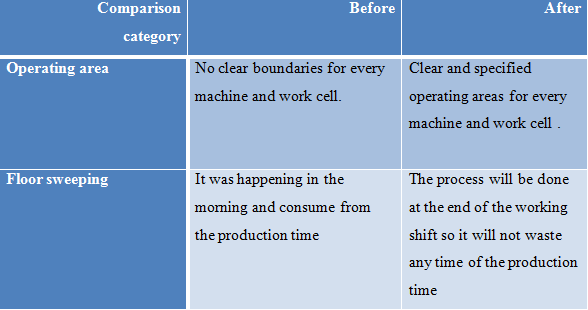 Comparison category
Before
After
Operating area
No clear boundaries for every
machine and work cell.
Clear and specified
operating areas for every
machine and work cell .
Floor sweeping
It was happening in the
morning and consume from
the production time
The process will be done
at the end of the working
shift so it will not waste
any time of the production
time